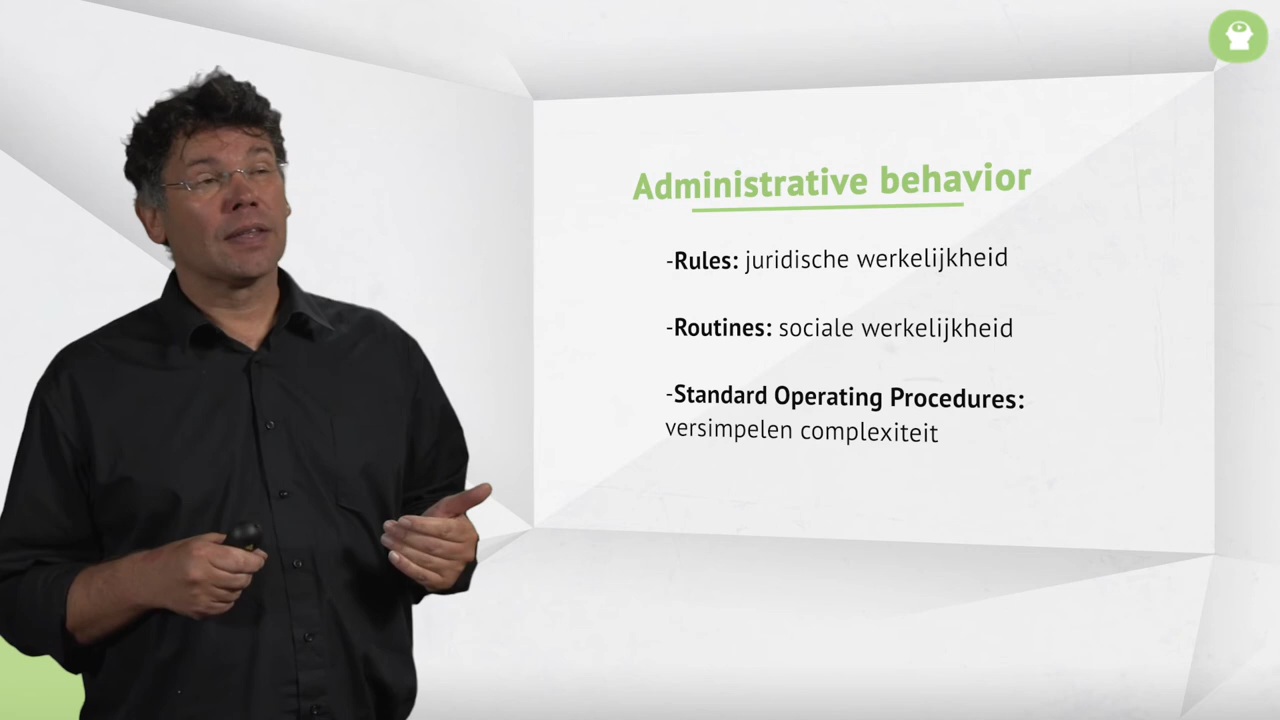 Administrative behavior
-Rules: juridische werkelijkheid
-Routines: sociale werkelijkheid
-Standard Operating Procedures:
versimpelen complexiteit